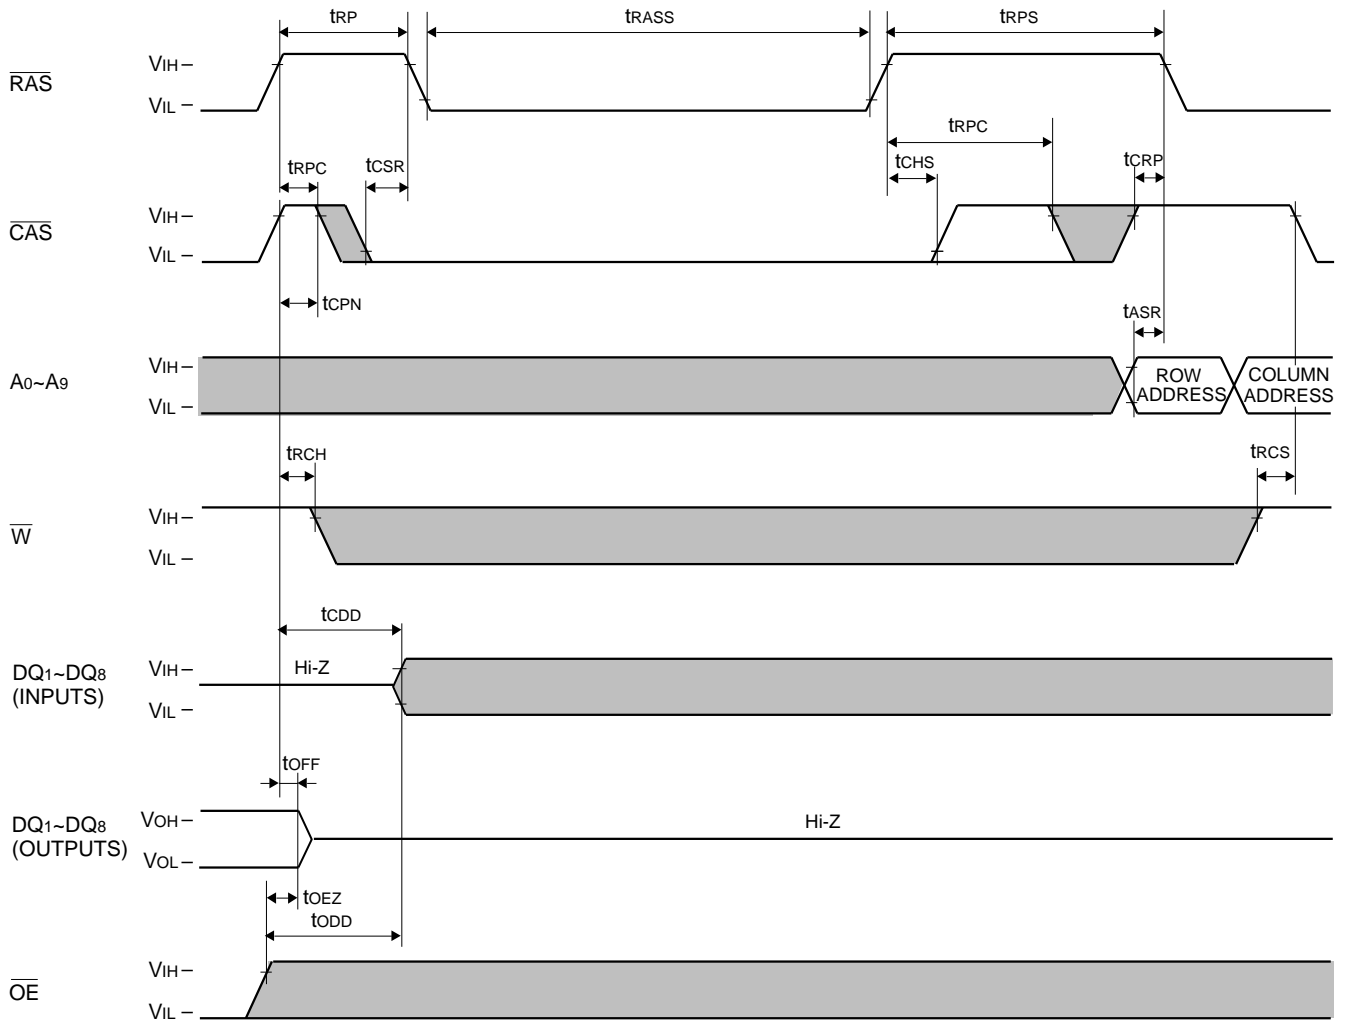 tRP
tRASS
tRPS
RAS
VIH –
VIL –
tRPC
tCSR
tCHS
tRPC
tCRP
CAS
VIH –
VIL –
tCPN
tASR
A0~A9
VIH –
VIL –
ROW
ADDRESS
COLUMN
ADDRESS
tRCH
tRCS
W
VIH –
VIL –
tCDD
DQ1~DQ8
(INPUTS)
VIH –
VIL –
Hi-Z
tOFF
DQ1~DQ8
(OUTPUTS)
VOH –
VOL –
Hi-Z
tOEZ
tODD
OE
VIH –
VIL –